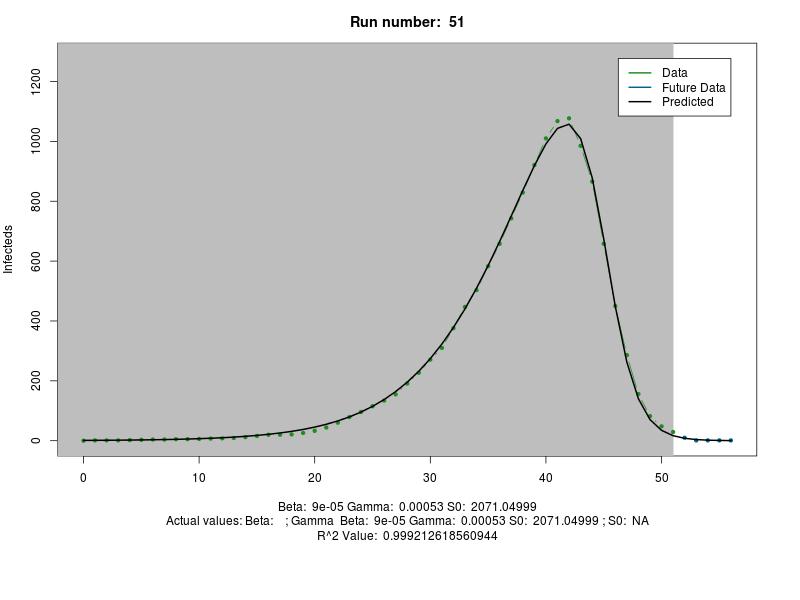 Run number: 51
1200
1000
800
600
400
200
0
Infecteds
Data
Future Data
Predicted
0 10 20 30 40 50
Beta: 9e-05 Gamma: 0.00053 S0: 2071.04999
Actual values: Beta: ; Gamma Beta: 9e-05 Gamma: 0.00053 S0: 2071.04999 ; S0: NA
R^2 Value: 0.999212618560944